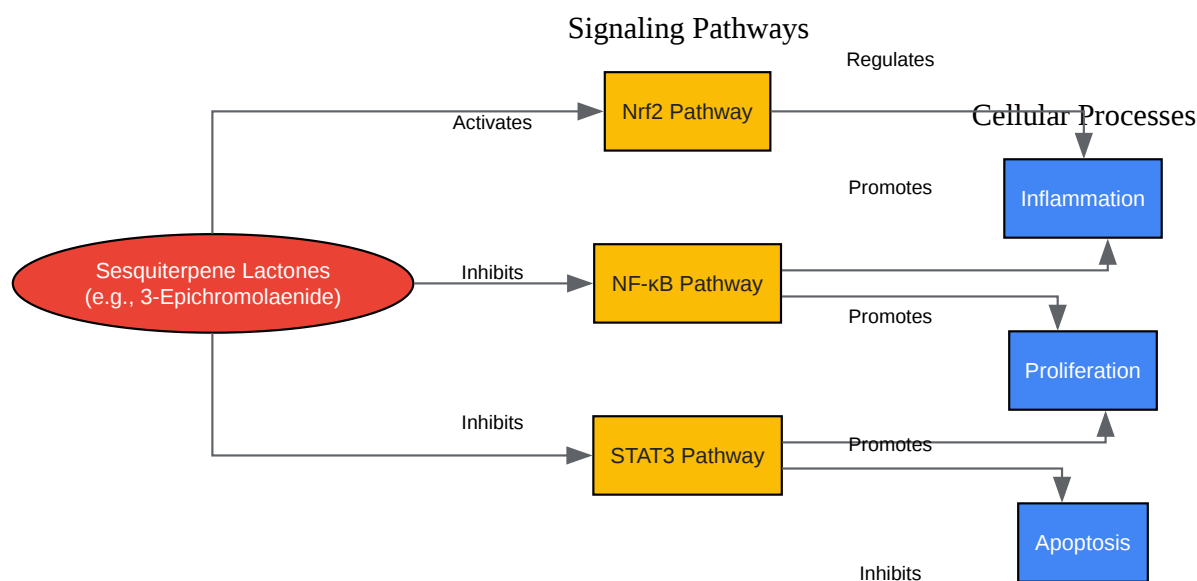 Signaling Pathways
Regulates
Nrf2 Pathway
Cellular Processes
Activates
Promotes
Inflammation
Sesquiterpene Lactones
(e.g., 3-Epichromolaenide)
Inhibits
NF-κB Pathway
Promotes
Proliferation
Inhibits
STAT3 Pathway
Promotes
Apoptosis
Inhibits